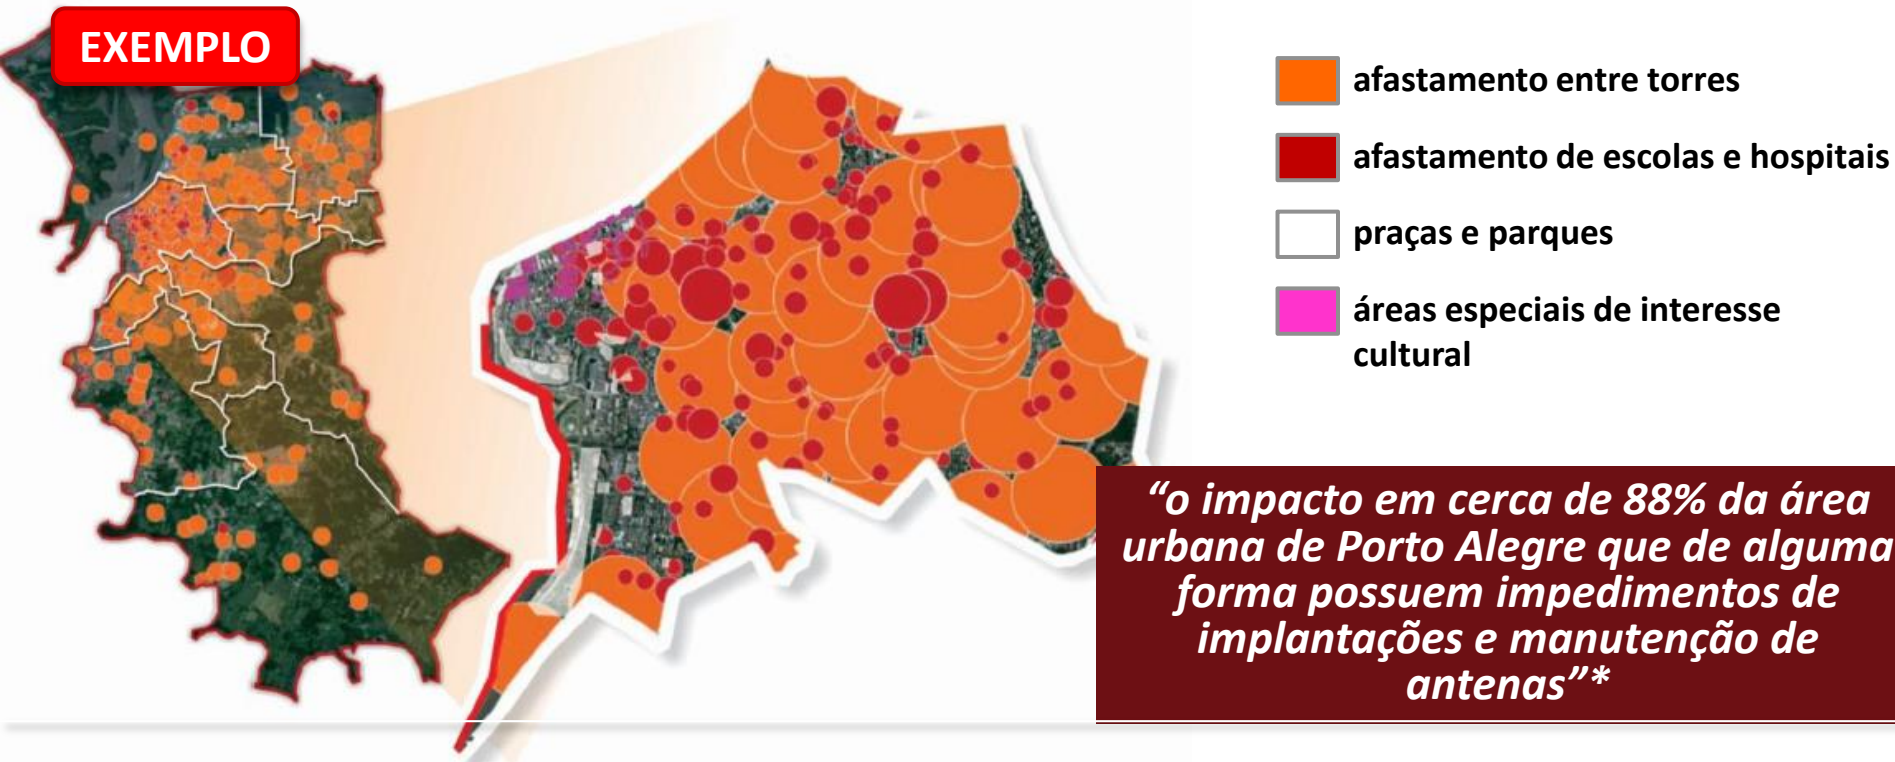 EXEMPLO
afastamento entre torres
afastamento de escolas e hospitais
praças e parques
áreas especiais de interesse
cultural
“o impacto em cerca de 88% da área
urbana de Porto Alegre que de alguma
forma possuem impedimentos de
implantações e manutenção de
antenas”*